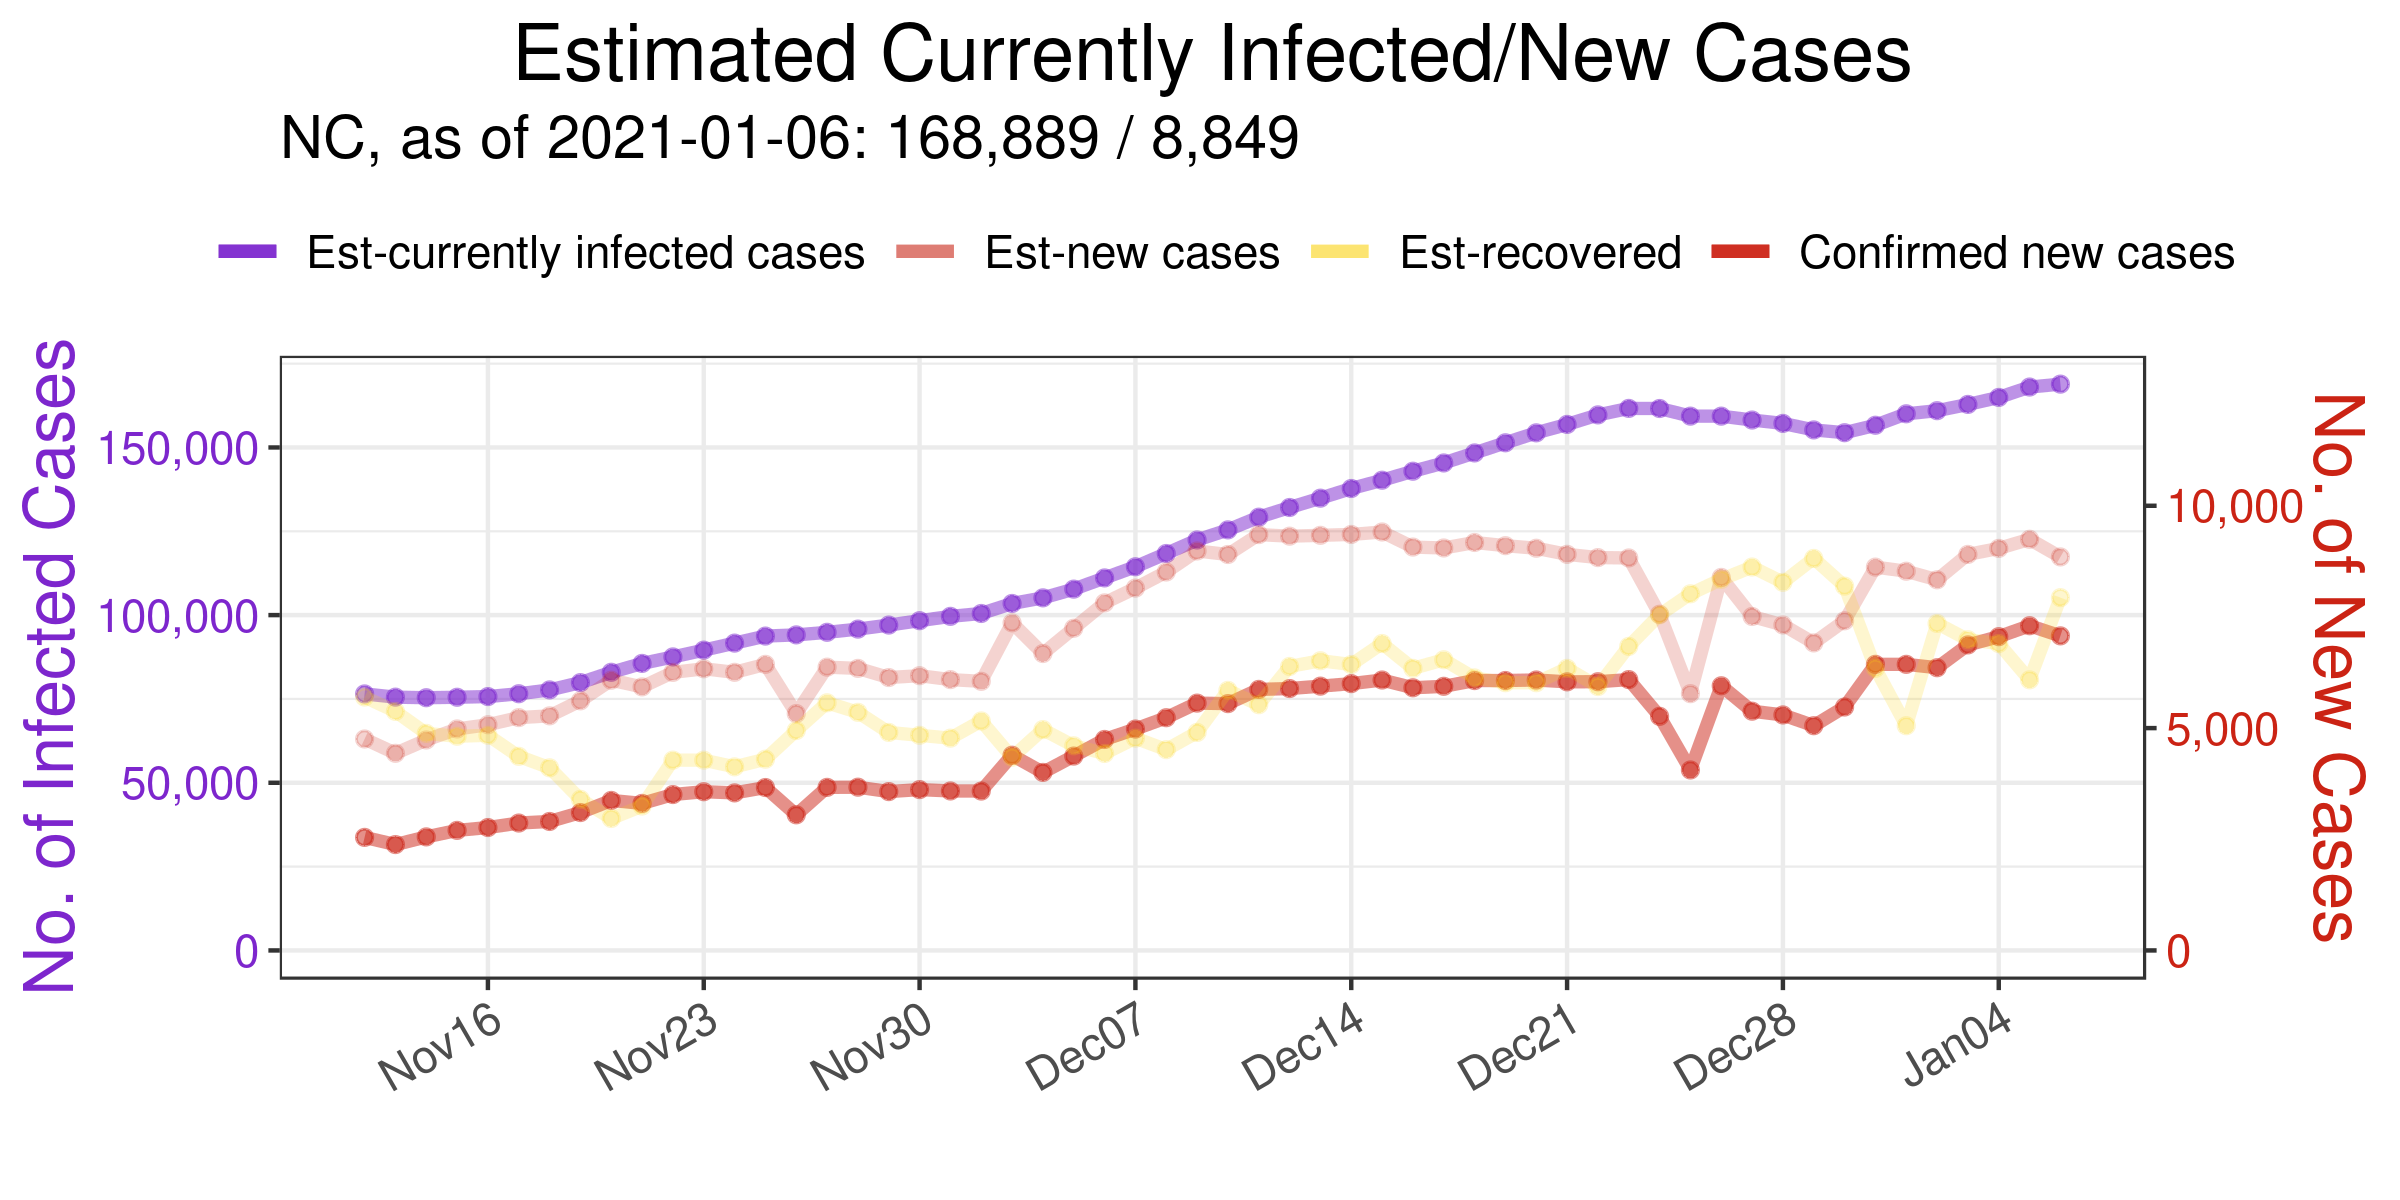 Estimated Currently Infected/New Cases
NC, as of 2021-01-06: 168,889 / 8,849
Est-currently infected cases Est-new cases Est-recovered Confirmed new cases
No. of Infected Cases
150,000
100,000
50,000
0
10,000
5,000
0
No. of New Cases
Nov16 Nov23 Nov30 Dec07 Dec14 Dec21 Dec28 Jan04